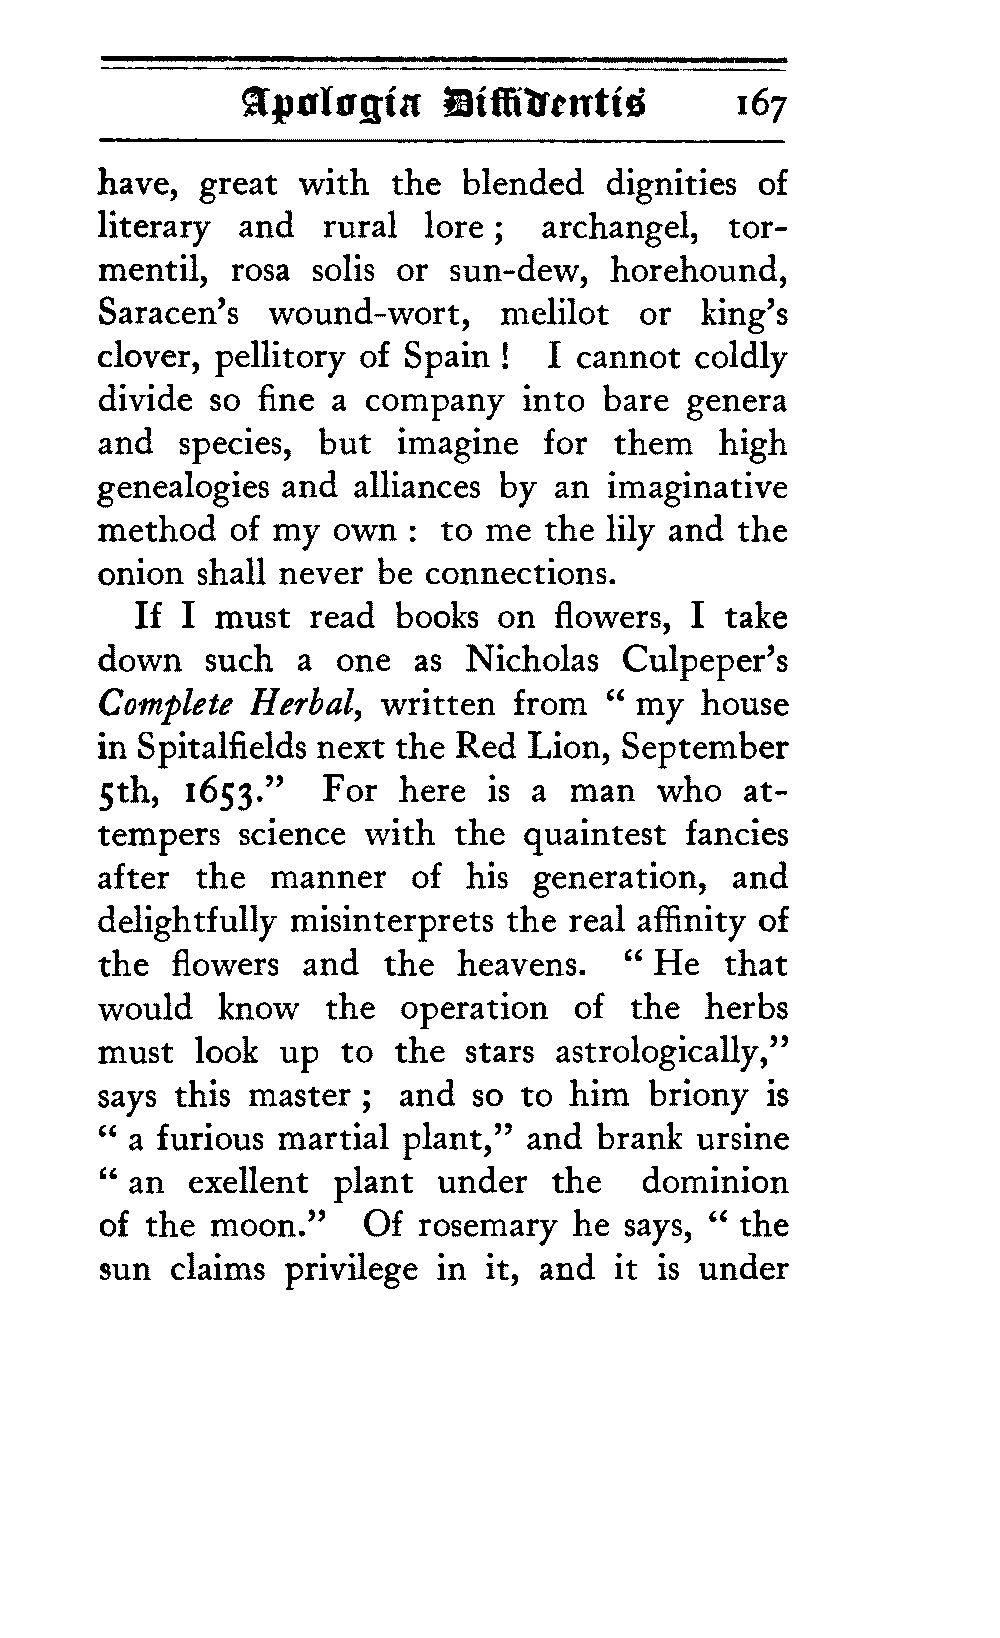 Apologia Diffidentis 167
have, great with the blended dignities of
literary and rural lore ; archangel, tor-
mentil, rosa solis or sun-dew, horehound,
Saracen's wound-wort, melilot or king's
clover, pellitory of Spain ! I cannot coldly
divide so fine a company into bare genera
and species, but imagine for them high
genealogies and alliances by an imaginative
method of my own : to me the lily and the
onion shall never be connections.
If I must read books on flowers, I take
down such a one as Nicholas Culpeper's
Complete Herbal, written from “ my house
in Spitalfields next the Red Lion, September
5th, 1653.” For here is a man who at-
tempers science with the quaintest fancies
after the manner of his generation, and
delightfully misinterprets the real affinity of
the flowers and the heavens. “ He that
would know the operation of the herbs
must look up to the stars astrologically,”
says this master ; and so to him briony is
“ a furious martial plant,” and brank ursine
“ an exellent plant under the dominion
of the moon.” Of rosemary he says, “ the
sun claims privilege in it, and it is under